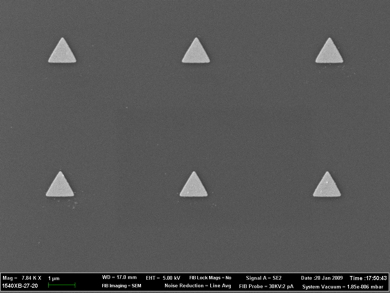 Mag = 7.84 K X 1 µm WD = 17.0 mm EHT = 5.00 kV FIB Lock Mags = No Signal A = SE2 Date :20 Jan 2009 Time :17:50:43
1540XB-27-20 FIB Imaging = SEM Noise Reduction = Line Avg FIB Probe = 30KV:2 pA System Vacuum = 1.05e-006 mbar